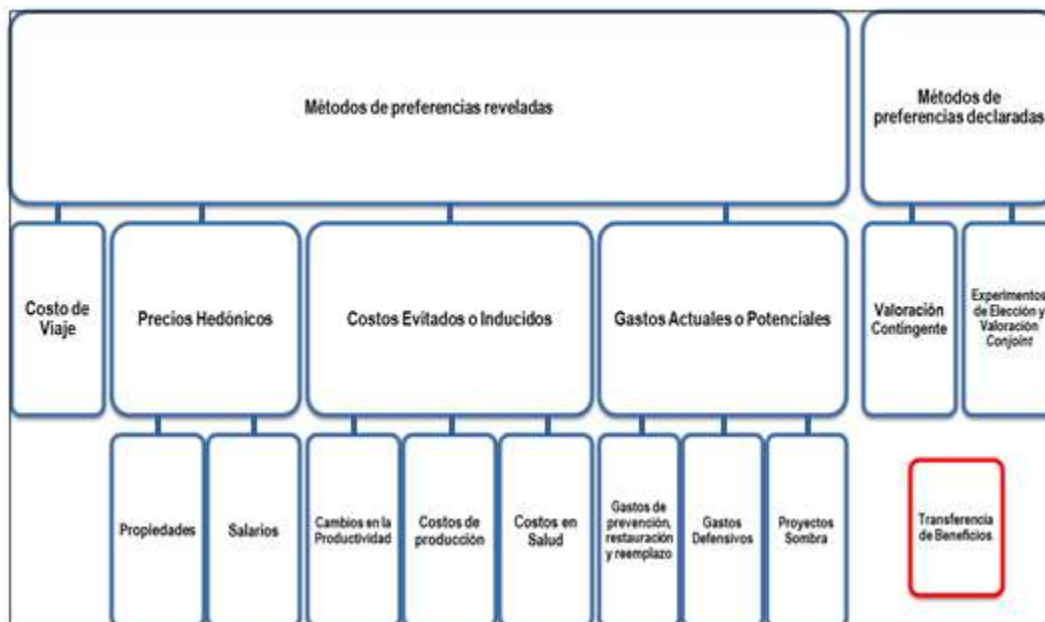 Métodos de preferencias reveladas
Métodos de
preferencias declaradas
Costo de
Viaje
Precios Hedónicos
Costos Evitados o Inducidos
Gastos Actuales o Potenciales
Valoración
Contingente
Experimentos
de Elección y
Valoración
Conjoint
Propiedades
Salarios
Cambios en la
Productividad
Costos de
producción
Costos en
Salud
Gastos de
prevención,
restauración
y reemplazo
Gastos
Defensivos
Proyectos
Sombra
Transferencia
de Beneficios